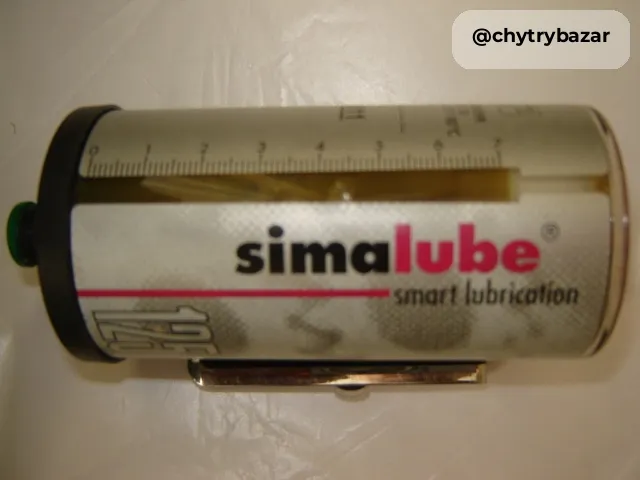 @chytrybazar
0 1 2 3 4 5 6 7
simalube®
smart lubrication
125